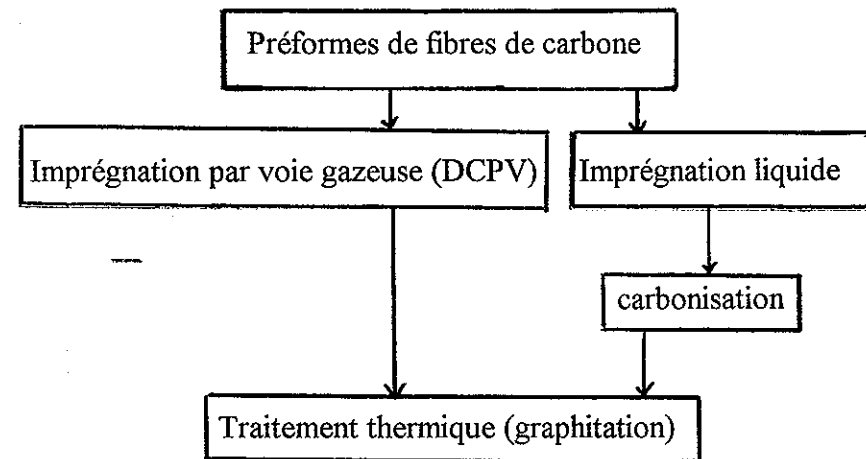 Préformes de fibres de carbone
Imprégnation par voie gazeuse (DCPV)
Imprégnation liquide
carbonisation
Traitement thermique (graphitation)